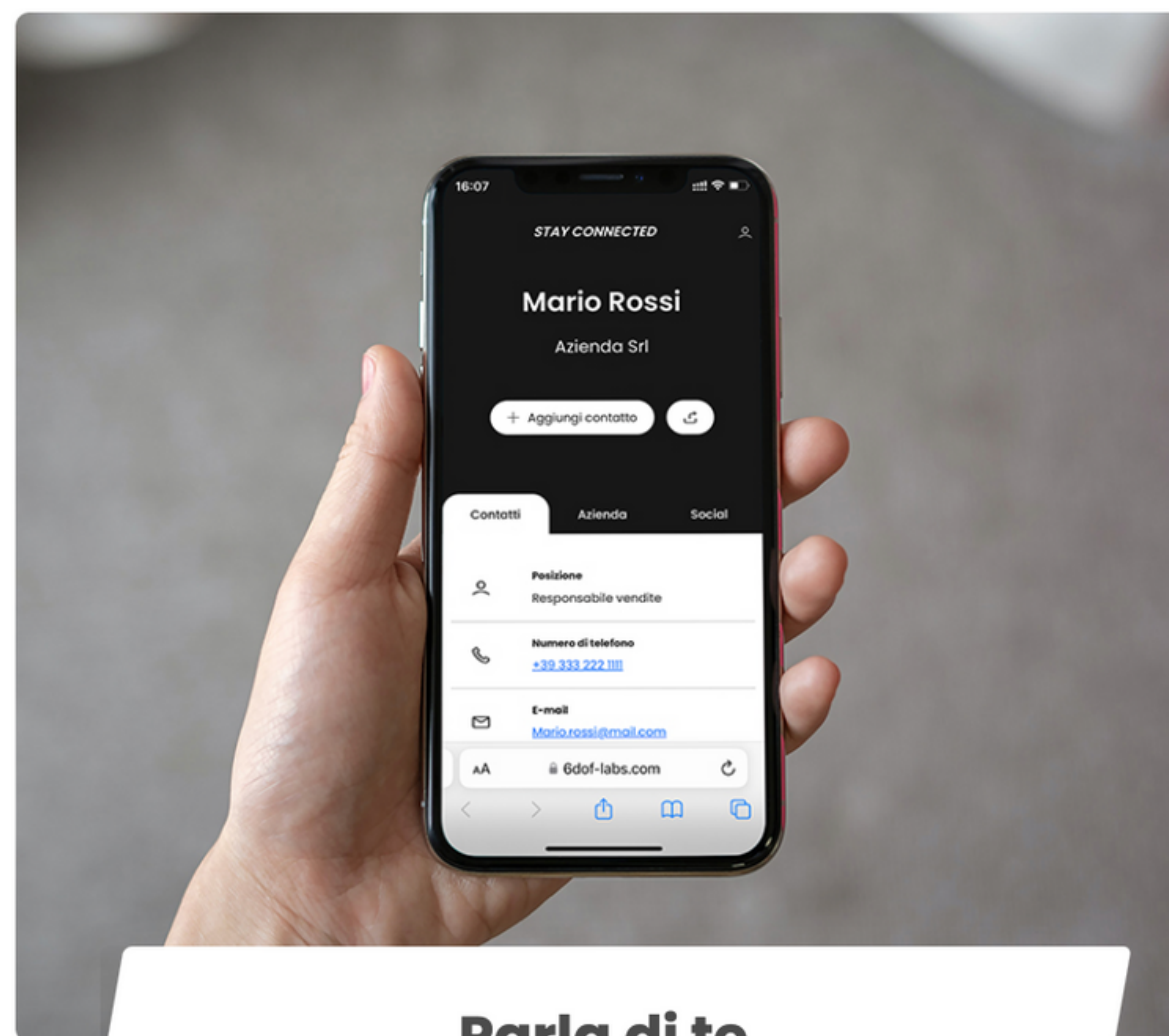 16:07
STAY CONNECTED
Mario Rossi
Azienda Srl
+ Aggiungi contatto
Contatti Azienda Social
Posizione
Responsabile vendite
Numero di telefono
+39 333 222 1111
E-mail
Mario.rossi@mail.com
AA 6dof-labs.com
Parla di te